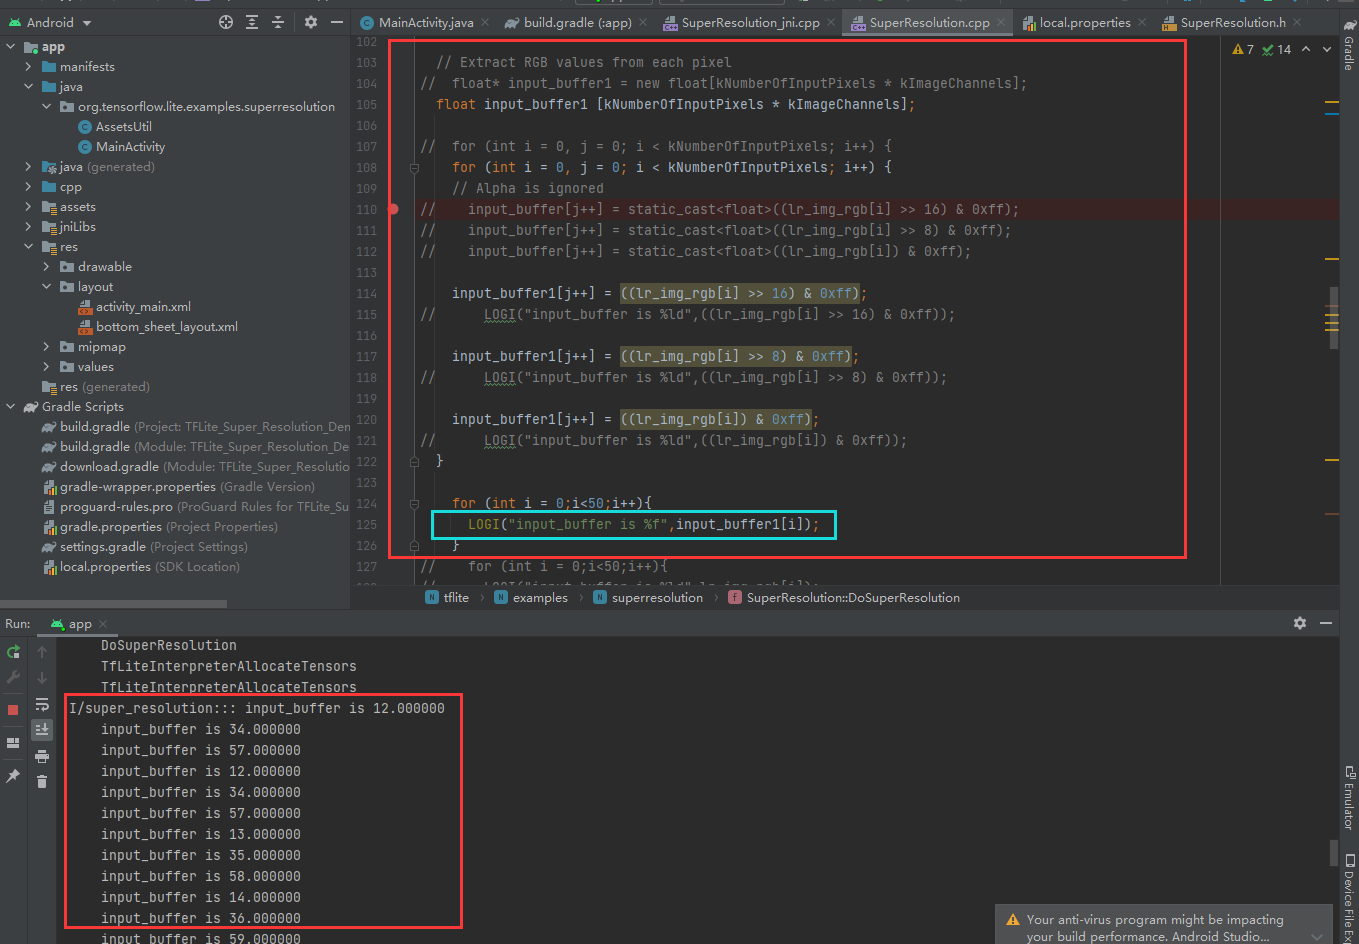 Android
MainActivity.java
build.gradle (:app)
SuperResolution_jni.cpp
SuperResolution.cpp
local.properties
SuperResolution.h
app
manifests
java
org.tensorflow.lite.examples.superresolution
AssetsUtil
MainActivity
java (generated)
cpp
assets
jniLibs
res
drawable
layout
activity_main.xml
bottom_sheet_layout.xml
mipmap
values
res (generated)
Gradle Scripts
build.gradle (Project: TFLite_Super_Resolution_Den
build.gradle (Module: TFLite_Super_Resolution_De
download.gradle (Module: TFLite_Super_Resolutio
gradle-wrapper.properties (Gradle Version)
proguard-rules.pro (ProGuard Rules for TFLite_Su
gradle.properties (Project Properties)
settings.gradle (Project Settings)
local.properties (SDK Location)
7 14
102
103 // Extract RGB values from each pixel
104 // float* input_buffer1 = new float[kNumberOfInputPixels * kImageChannels];
105 float input_buffer1 [kNumberOfInputPixels * kImageChannels];
106
107 // for (int i = 0, j = 0; i < kNumberOfInputPixels; i++) {
108 for (int i = 0, j = 0; i < kNumberOfInputPixels; i++) {
109 // Alpha is ignored
110 // input_buffer[j++] = static_cast<float>((lr_img_rgb[i] >> 16) & 0xff);
111 // input_buffer[j++] = static_cast<float>((lr_img_rgb[i] >> 8) & 0xff);
112 // input_buffer[j++] = static_cast<float>((lr_img_rgb[i]) & 0xff);
113
114 input_buffer1[j++] = ((lr_img_rgb[i] >> 16) & 0xff);
115 // LOGI("input_buffer is %ld",((lr_img_rgb[i] >> 16) & 0xff));
116
117 input_buffer1[j++] = ((lr_img_rgb[i] >> 8) & 0xff);
118 // LOGI("input_buffer is %ld",((lr_img_rgb[i] >> 8) & 0xff));
119
120 input_buffer1[j++] = ((lr_img_rgb[i]) & 0xff);
121 // LOGI("input_buffer is %ld",((lr_img_rgb[i]) & 0xff));
122 }
123
124 for (int i = 0;i<50;i++){
125 LOGI("input_buffer is %f",input_buffer1[i]);
126 }
127 // for (int i = 0;i<50;i++){
tflite
examples
superresolution
SuperResolution::DoSuperResolution
Gradle
Emulator
Device File Ex
Run:
app
DoSuperResolution
TfLiteInterpreterAllocateTensors
TfLiteInterpreterAllocateTensors
I/super_resolution::: input_buffer is 12.000000
input_buffer is 34.000000
input_buffer is 57.000000
input_buffer is 12.000000
input_buffer is 34.000000
input_buffer is 57.000000
input_buffer is 13.000000
input_buffer is 35.000000
input_buffer is 58.000000
input_buffer is 14.000000
input_buffer is 36.000000
input_buffer is 59.000000
Your anti-virus program might be impacting
your build performance. Android Studio...